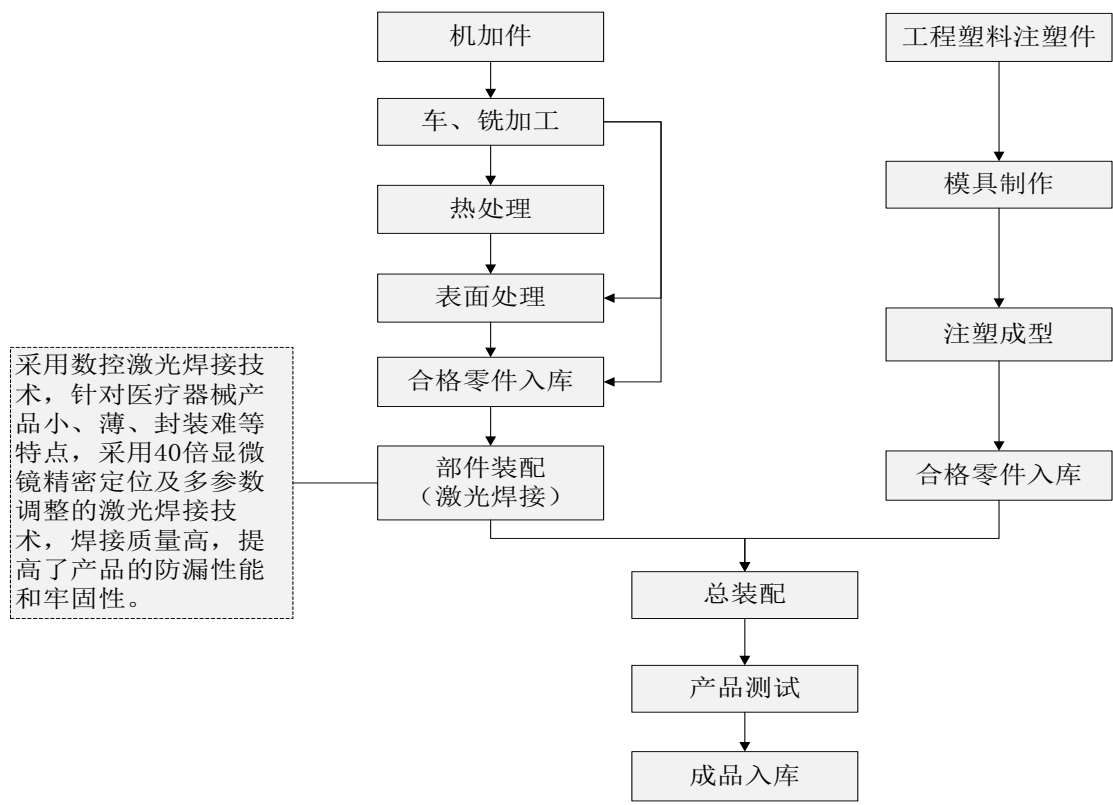 机加件
工程塑料注塑件
车、铣加工
模具制作
热处理
表面处理
注塑成型
采用数控激光焊接技
术，针对医疗器械产
品小、薄、封装难等
特点，采用40倍显微
镜精密定位及多参数
调整的激光焊接技
术，焊接质量高，提
高了产品的防漏性能
和牢固性。
合格零件入库
部件装配
（激光焊接）
合格零件入库
总装配
产品测试
成品入库